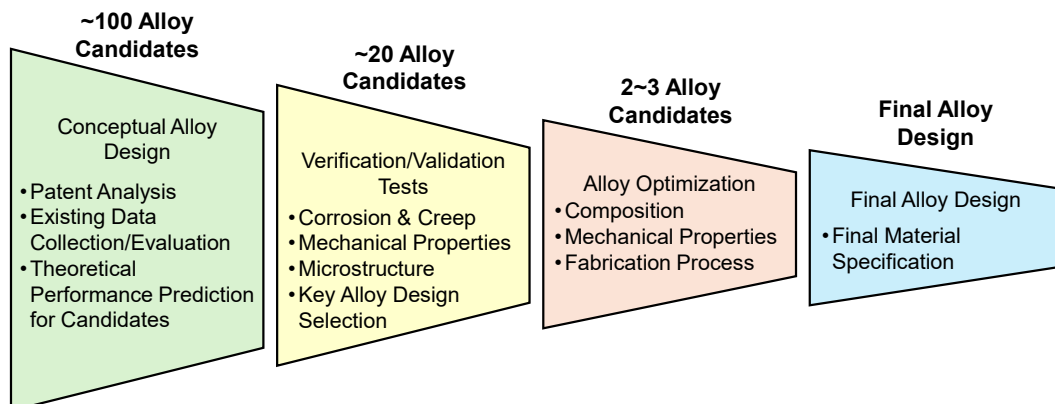 ~100 Alloy
Candidates
Conceptual Alloy
Design
•Patent Analysis
•Existing Data
Collection/Evaluation
•Theoretical
Performance Prediction
for Candidates
~20 Alloy
Candidates
Verification/Validation
Tests
•Corrosion & Creep
•Mechanical Properties
•Microstructure
•Key Alloy Design
Selection
2~3 Alloy
Candidates
Alloy Optimization
•Composition
•Mechanical Properties
•Fabrication Process
Final Alloy
Design
Final Alloy Design
• Final Material
Specification